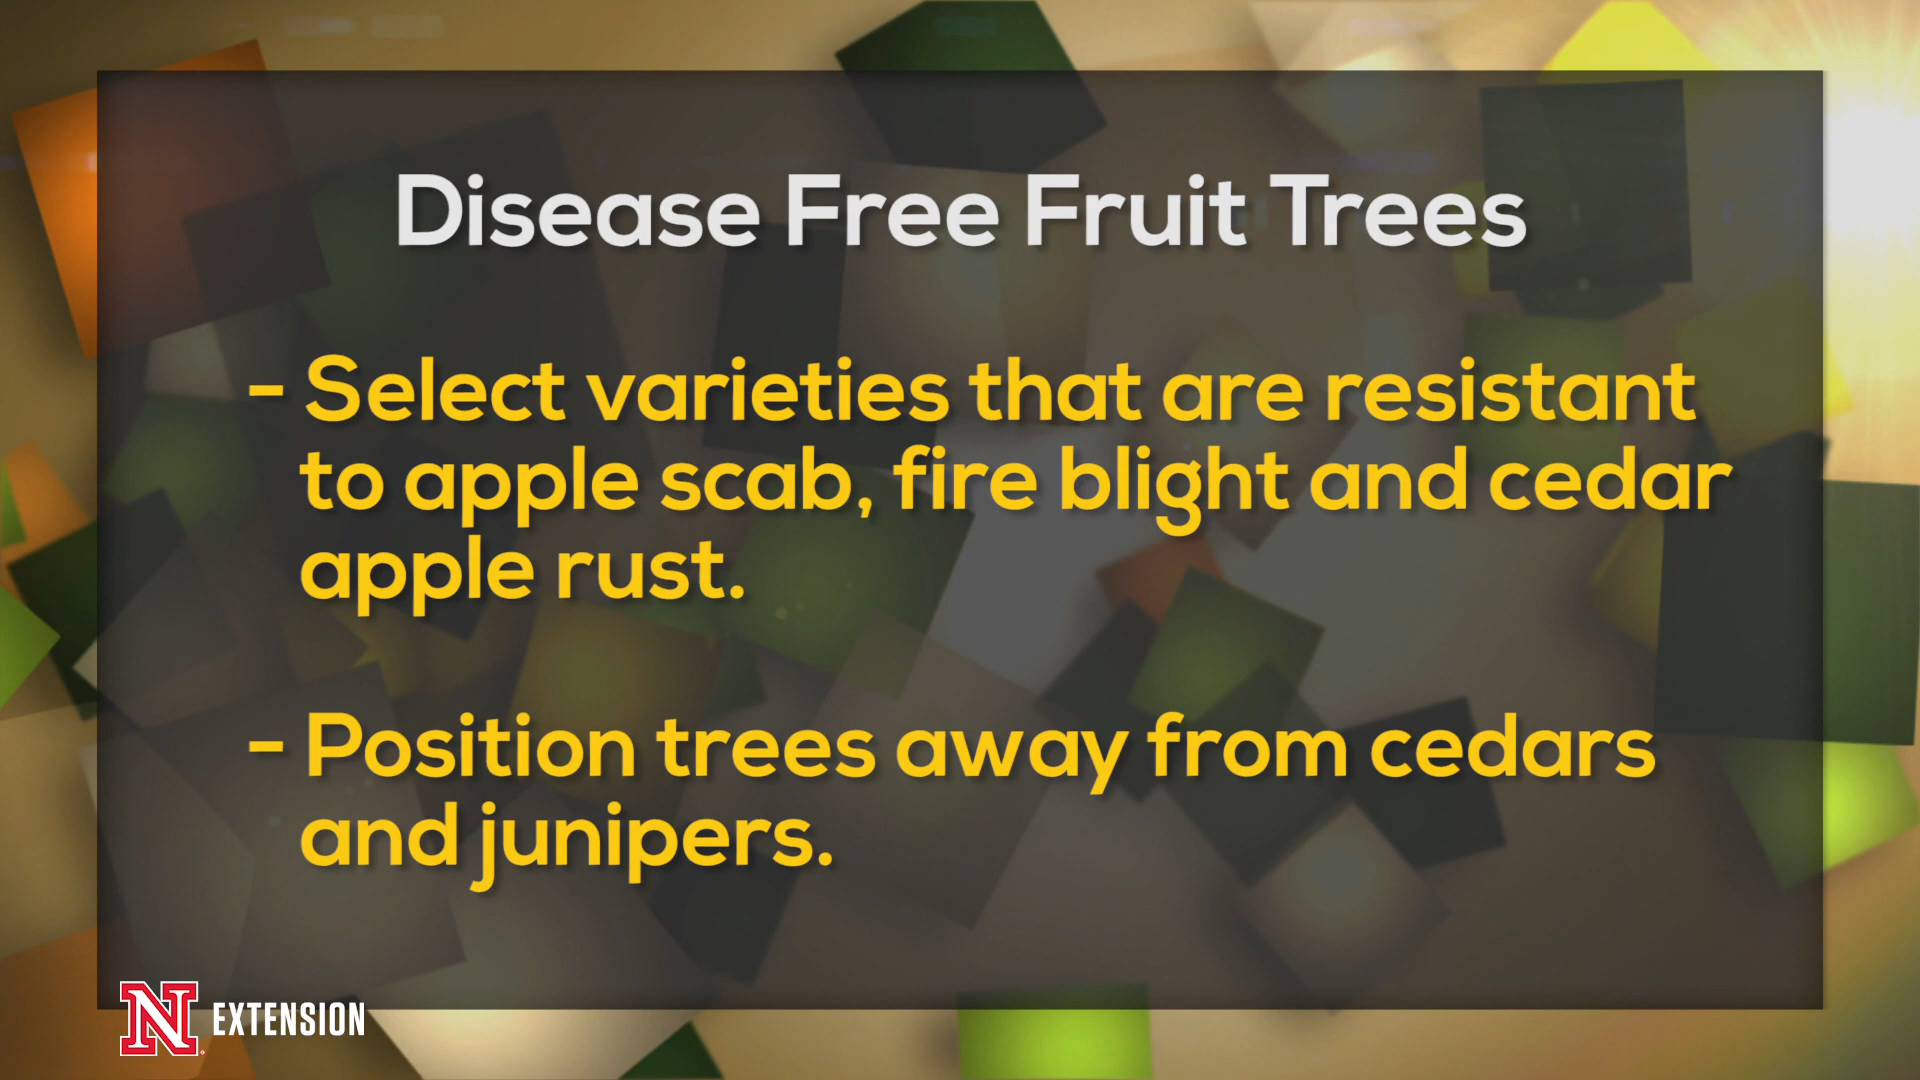 Disease Free Fruit Trees
- Select varieties that are resistant
to apple scab, fire blight and cedar
apple rust.
- Position trees away from cedars
and junipers.
N EXTENSION